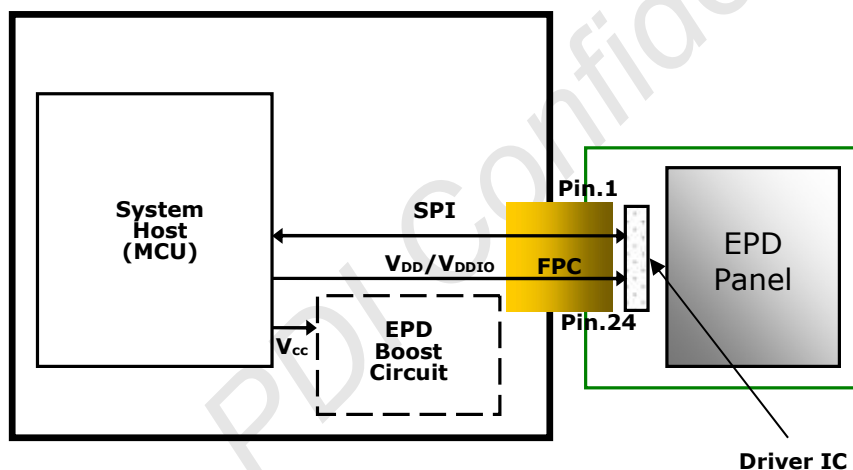 PDI Confide
Pin.1
SPI
System
Host
(MCU)
EPD
Panel
VDD/VDDIO
FPC
Pin.24
EPD
Boost
Circuit
Vcc
Driver IC